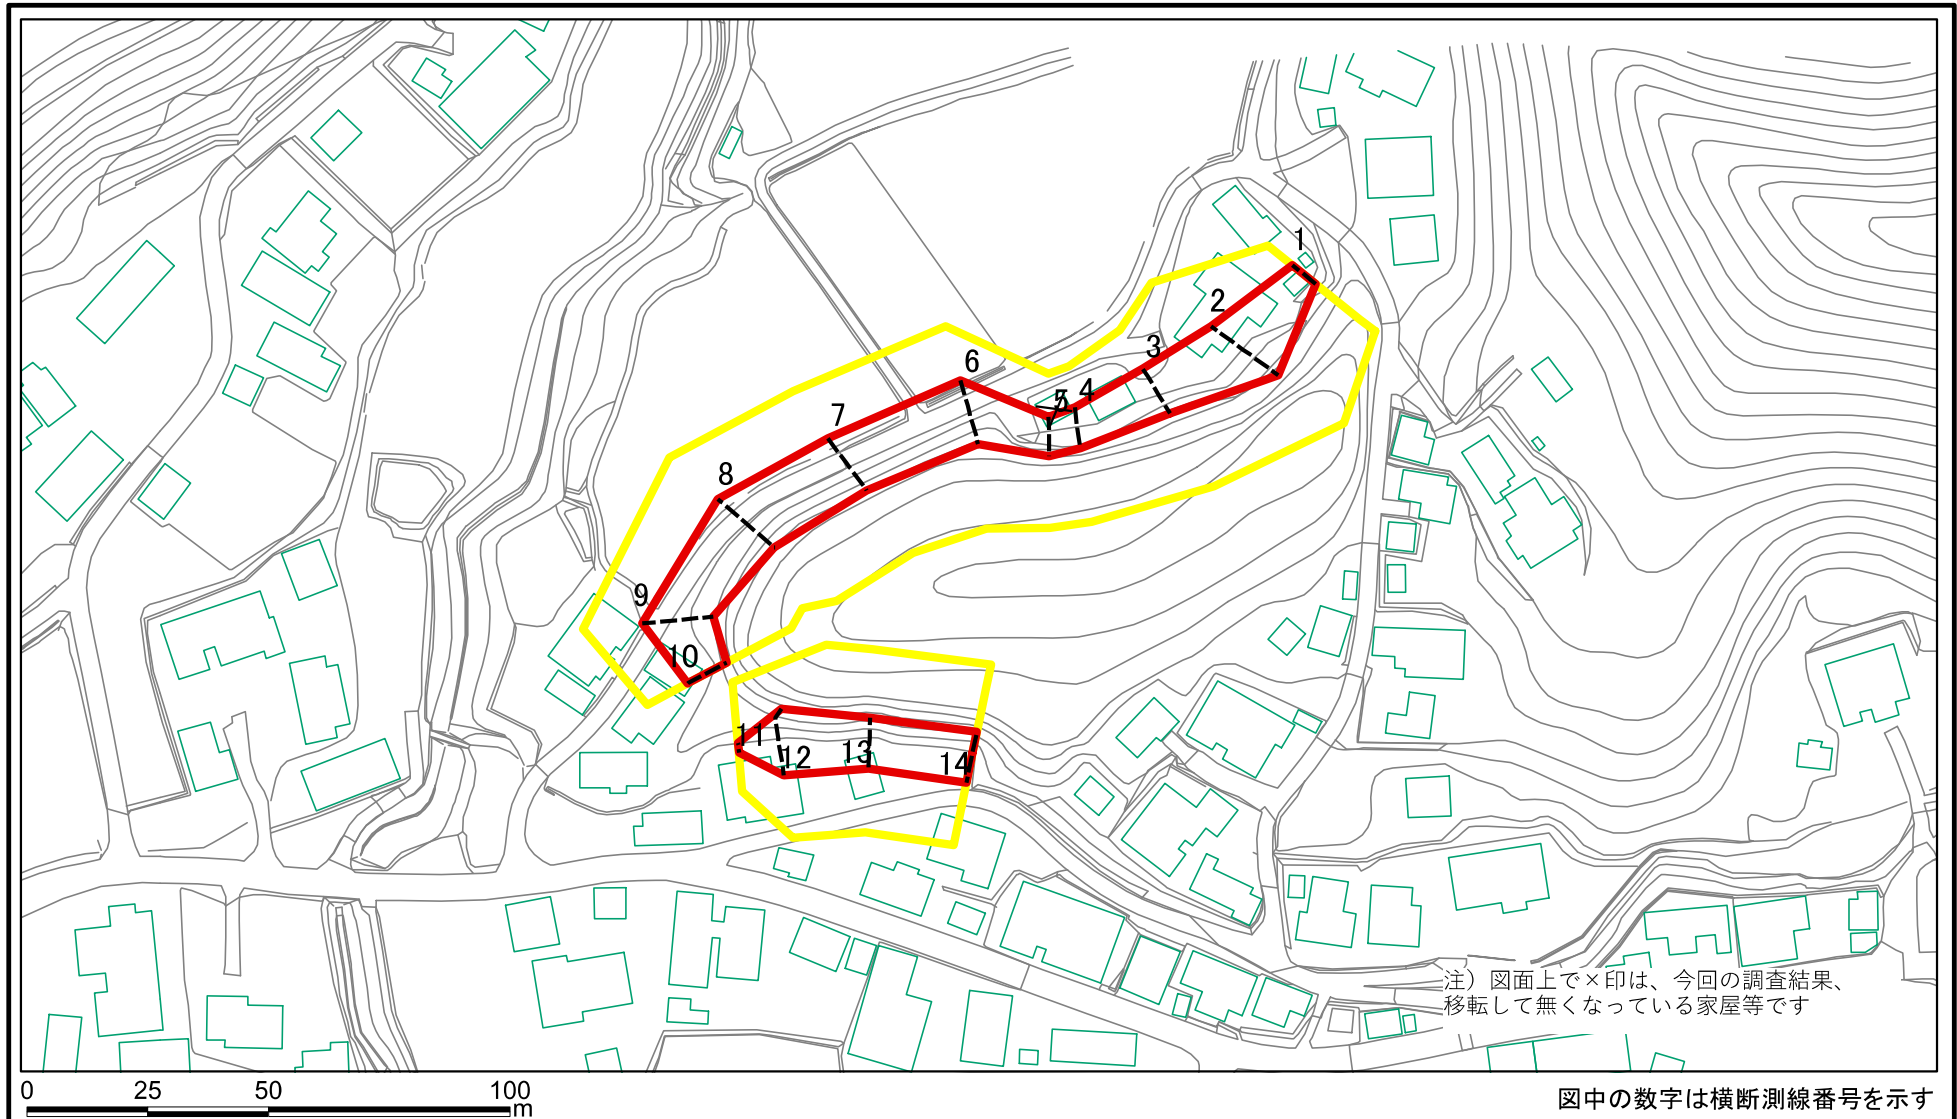 1
2
3
4
5
6
7
8
9
10
11
12
13
14
注）図面上で×印は、今回の調査結果、
移転して無くなっている家屋等です
0 25 50 100
m
図中の数字は横断測線番号を示す